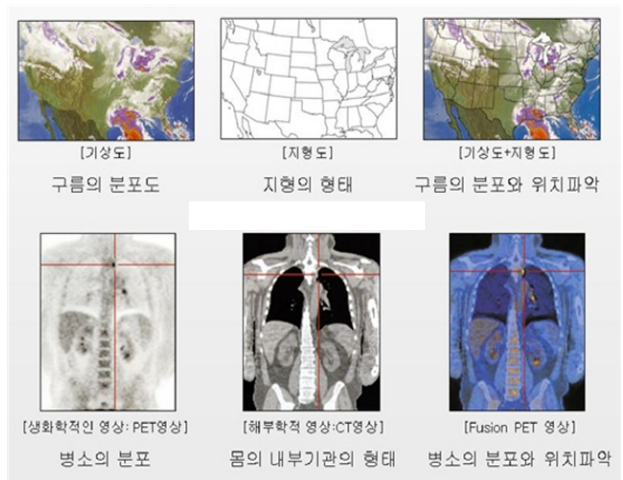 [기상도] [지형도] [기상도+지형도]
구름의 분포도 지형의 형태 구름의 분포와 위치파악
[생화학적인 영상: PET영상] [해부학적 영상:CT영상] [Fusion PET 영상]
병소의 분포 몸의 내부기관의 형태 병소의 분포와 위치파악